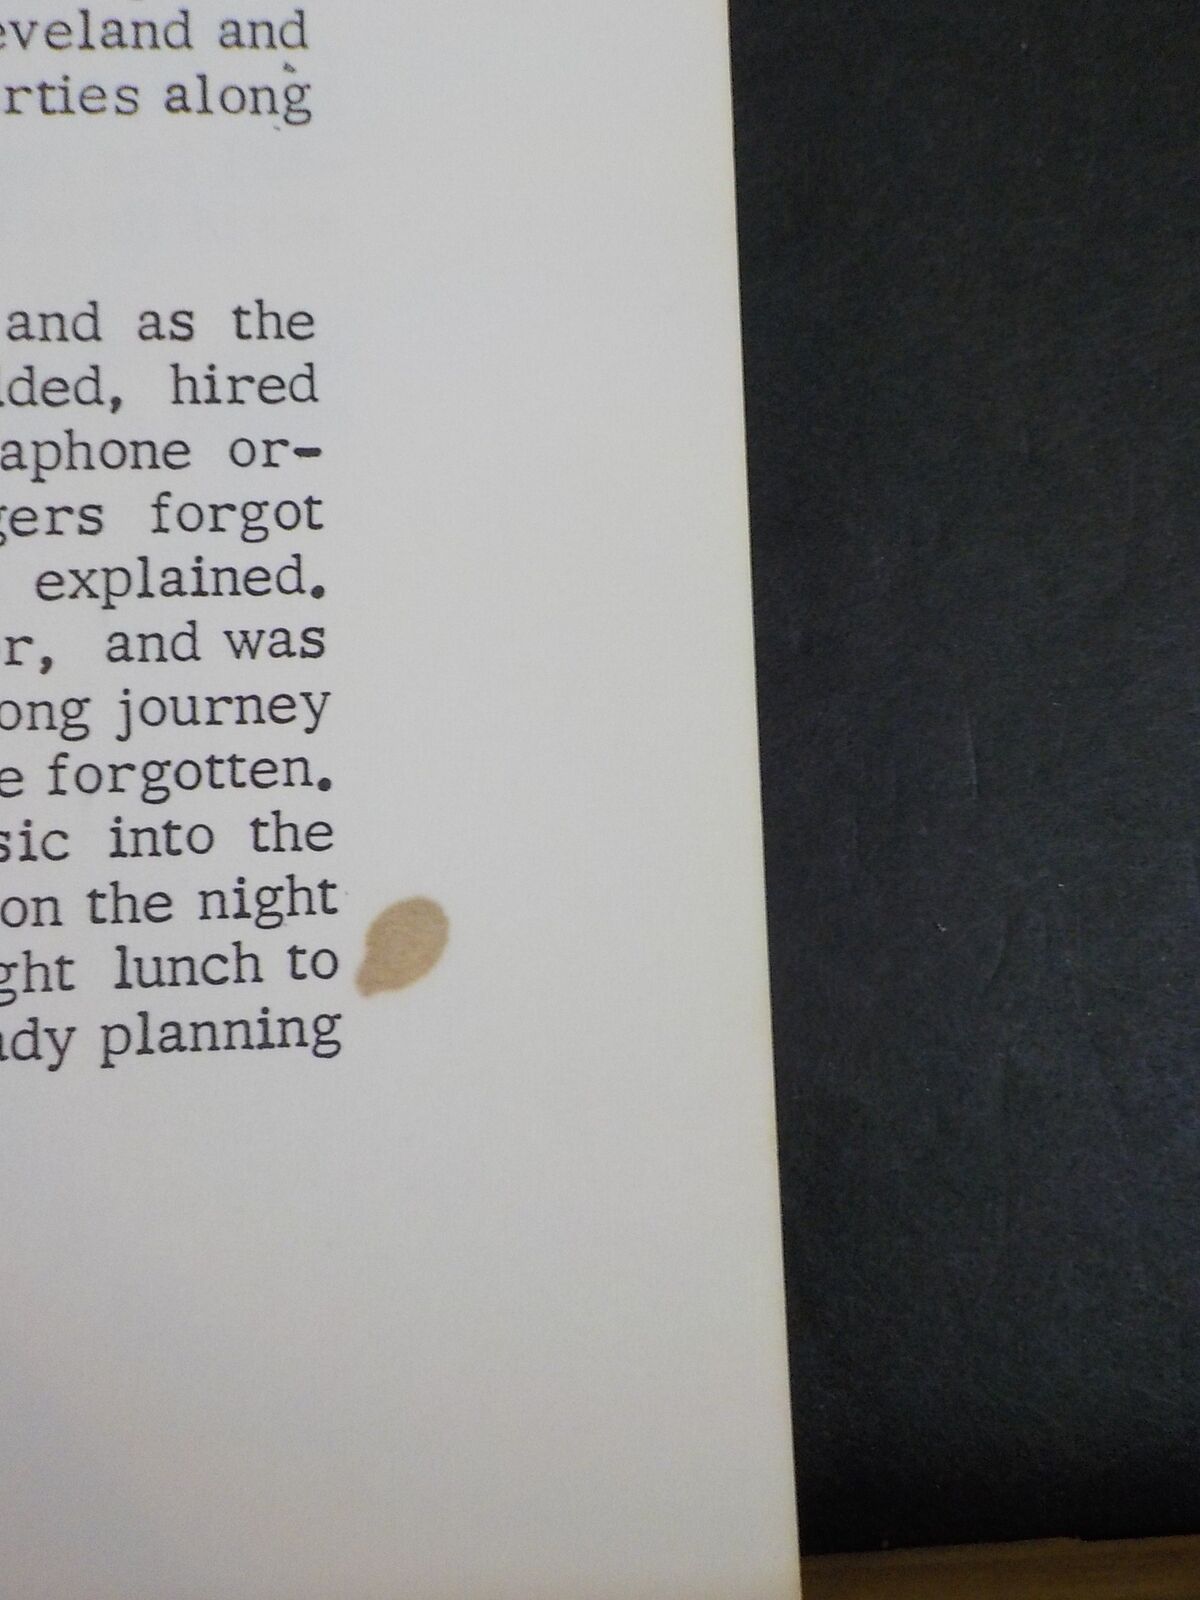 eveland and
rties along
and as the
dded, hired
aphone or-
gers forgot
explained.
r, and was
ong journey
e forgotten.
sic into the
on the night
ght lunch to
ady planning